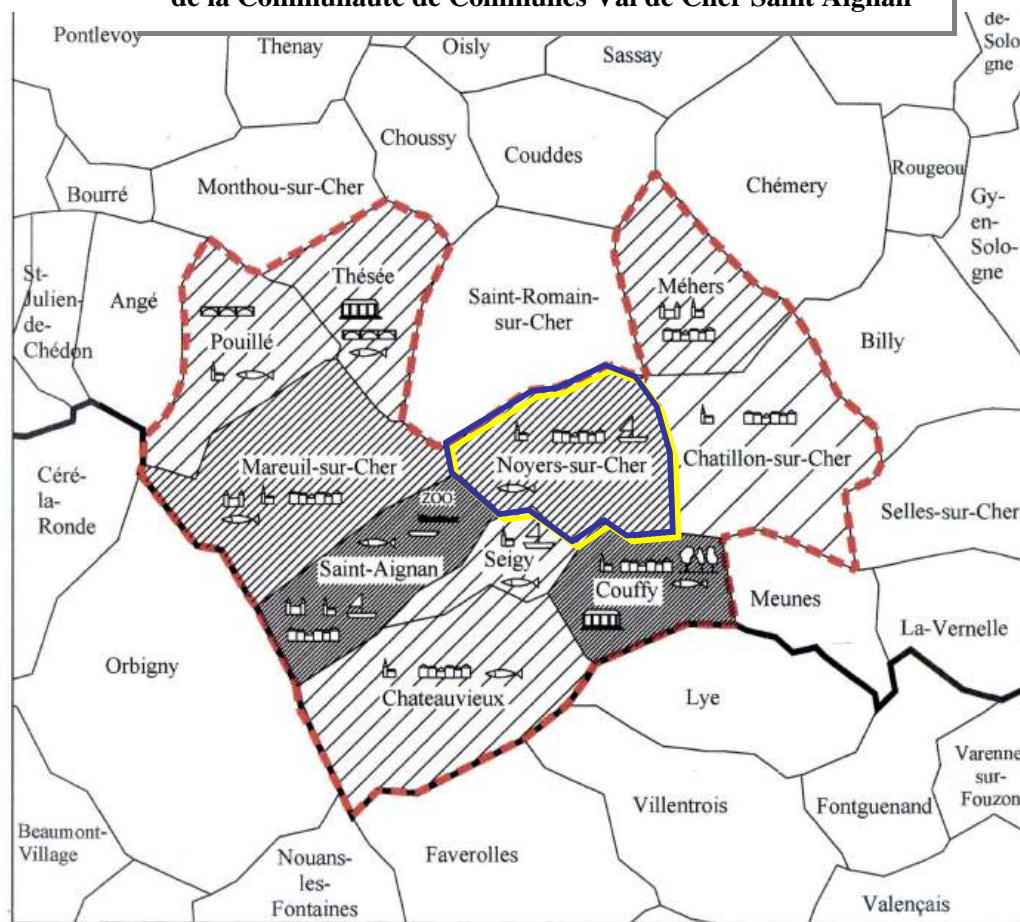 de la Communauté de Communes Val de Cher Saint Aignan
Pontlevoy
Thenay
Oisly
Sassay
de-
Solo
gne
Choussy
Couddes
Chémery
Rougeou
Bourré
Monthou-sur-Cher
Gy-
en-
Solo-
gne
St-
Julien-
de-
Chédon
Angé
Thésée
Saint-Romain-
sur-Cher
Méhers
Billy
Pouillé
Céré-
la-
Ronde
Mareuil-sur-Cher
Noyers-sur-Cher
Chatillon-sur-Cher
Selles-sur-Cher
ZOO
Saint-Aignan
Seigy
Couffy
Meunes
La-Vernelle
Orbigny
Chateauvieux
Lye
Varenne
sur-
Fouzon
Villentrois
Fontguenand
Beaumont-
Village
Nouans-
les-
Fontaines
Faverolles
Valençais